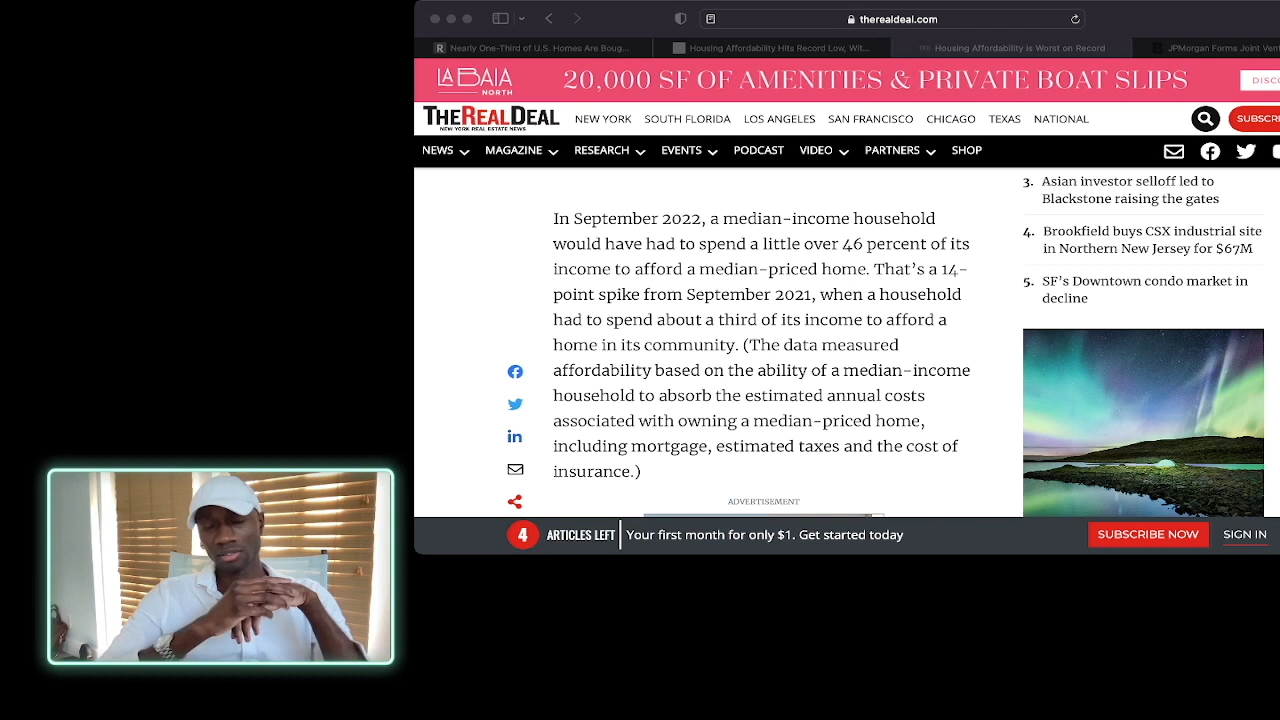 therealdeal.com
Nearly One-Third of U.S. Homes Are Boug...
Housing Affordability Hits Record Low, Wit...
Housing Affordability is Worst on Record
JPMorgan Forms Joint Vent
LA BAIA
NORTH
20,000 SF OF AMENITIES & PRIVATE BOAT SLIPS
DISC
THEREALDEAL
NEW YORK REAL ESTATE NEWS
NEW YORK SOUTH FLORIDA LOS ANGELES SAN FRANCISCO CHICAGO TEXAS NATIONAL
SUBSCRI
NEWS MAGAZINE RESEARCH EVENTS PODCAST VIDEO PARTNERS SHOP
In September 2022, a median-income household
would have had to spend a little over 46 percent of its
income to afford a median-priced home. That's a 14-
point spike from September 2021, when a household
had to spend about a third of its income to afford a
home in its community. (The data measured
affordability based on the ability of a median-income
household to absorb the estimated annual costs
associated with owning a median-priced home,
including mortgage, estimated taxes and the cost of
insurance.)
ADVERTISEMENT
3. Asian investor selloff led to
Blackstone raising the gates
4. Brookfield buys CSX industrial site
in Northern New Jersey for $67M
5. SF's Downtown condo market in
decline
4 ARTICLES LEFT Your first month for only $1. Get started today
SUBSCRIBE NOW SIGN IN